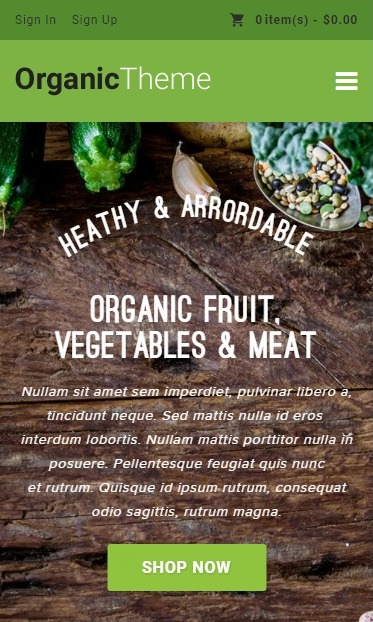 Sign In Sign Up 0 item(s) - $0.00
OrganicTheme
HEATHY & ARRORDABLE
ORGANIC FRUIT,
VEGETABLES & MEAT
Nullam sit amet sem imperdiet, pulvinar libero a,
tincidunt neque. Sed mattis nulla id eros
interdum lobortis. Nullam mattis porttitor nulla in
posuere. Pellentesque feugiat quis nunc
et rutrum. Quisque id ipsum rutrum, consequat
odio sagittis, rutrum magna.
SHOP NOW